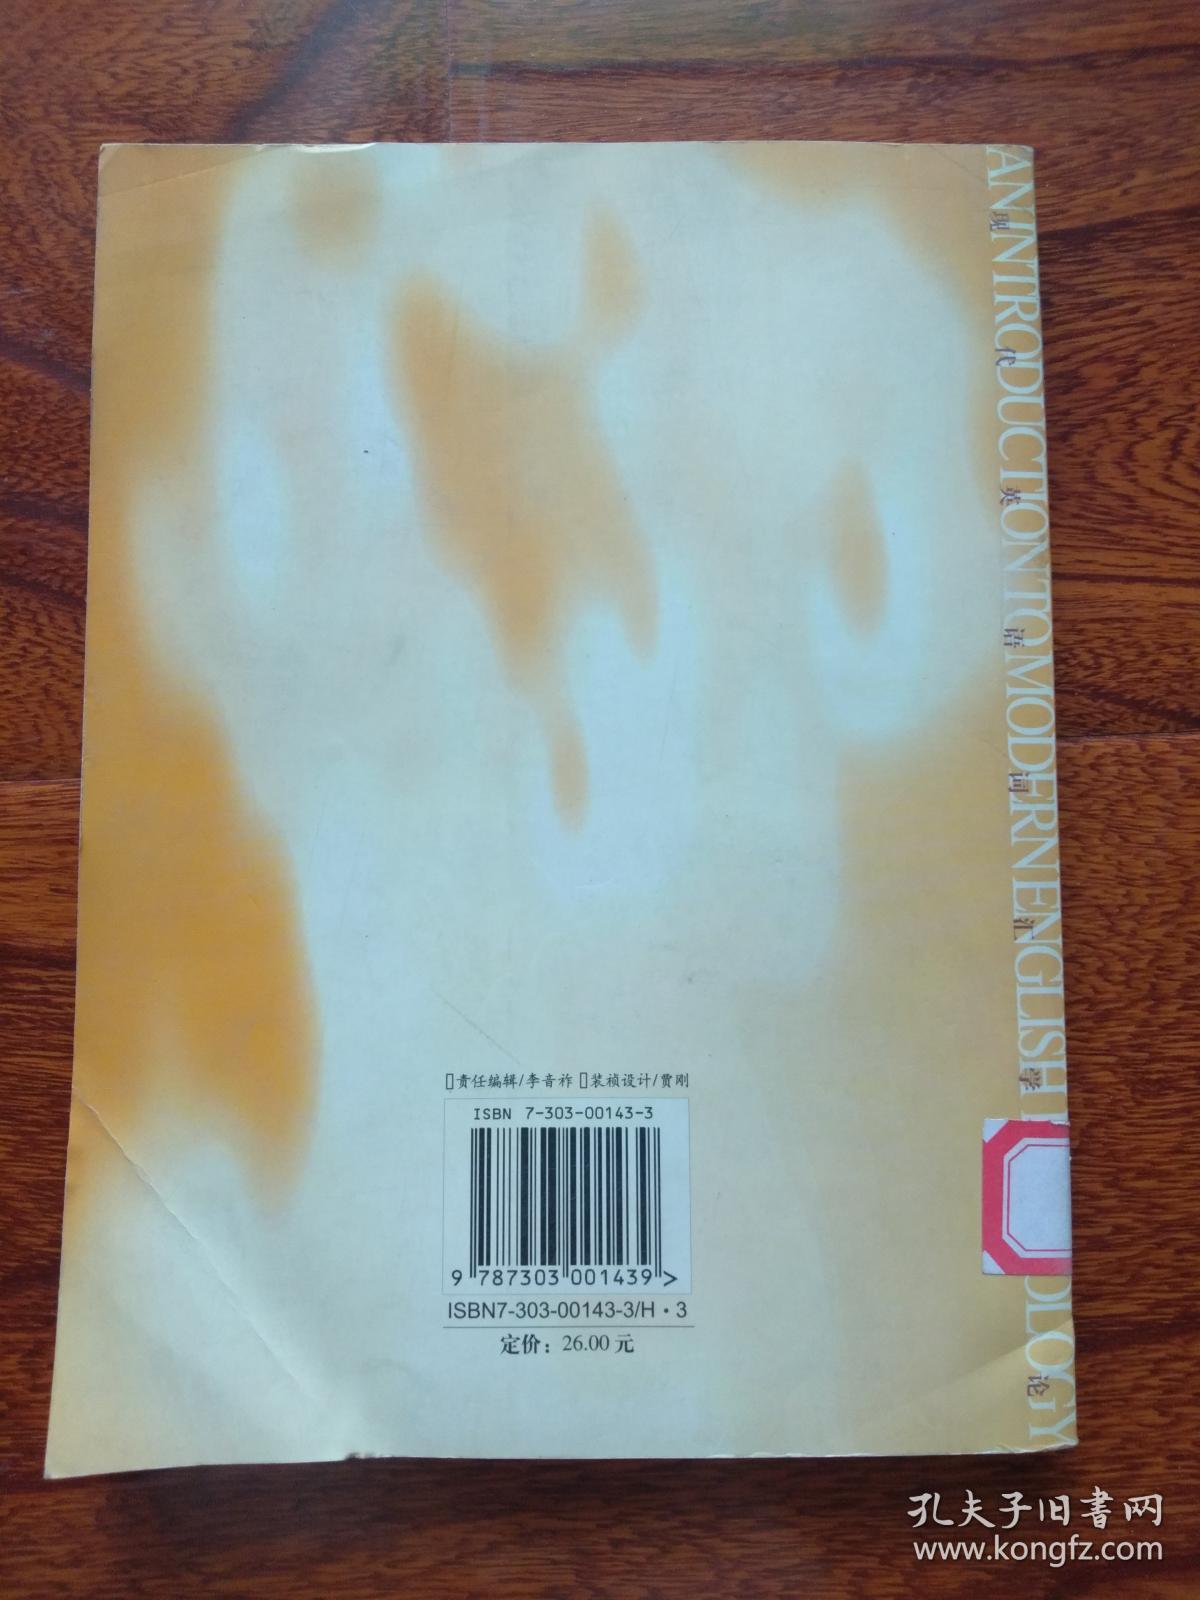 AN INTRODUCTION TO MODERN ENGLISH L OLOGY
现代英语词汇学 论
▯责任编辑/李音祚 ▯装祯设计/贾刚
ISBN 7-303-00143-3
9 787303 001439 >
ISBN7-303-00143-3/H·3
定价：26.00元
孔夫子旧书网
www.kongfz.com